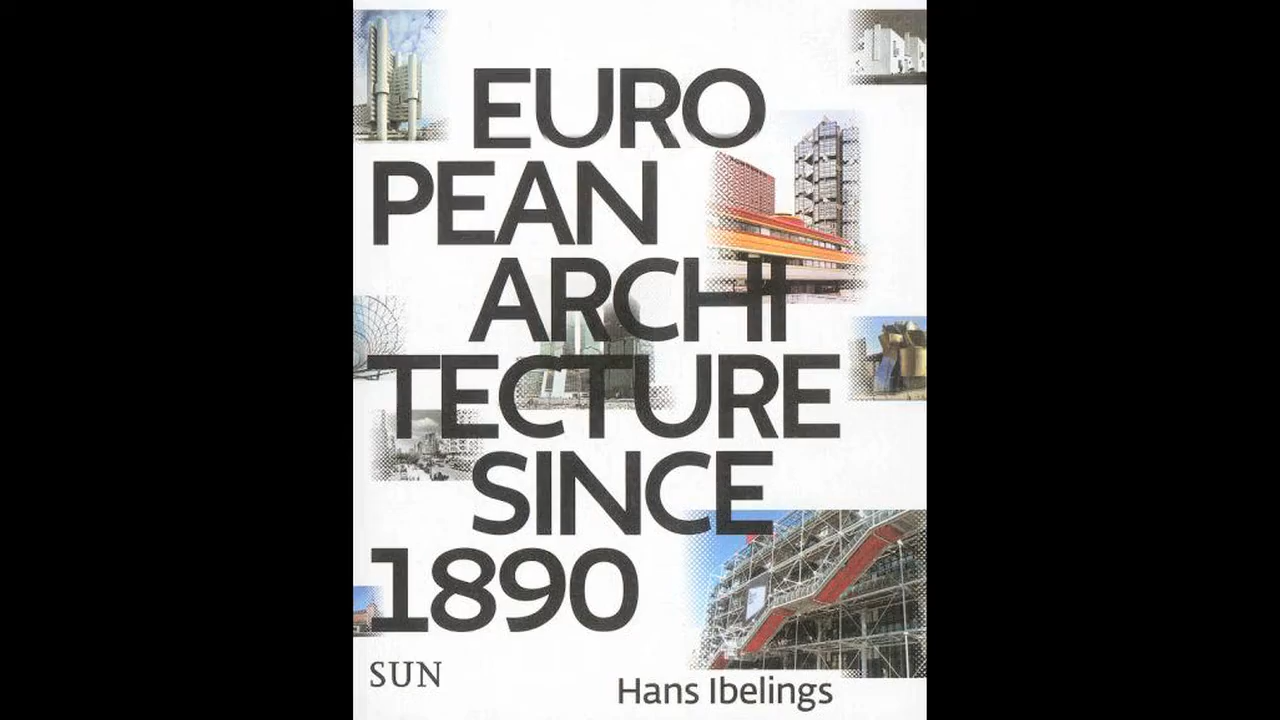 EURO
PEAN
ARCHI
TECTURE
SINCE
1890
SUN
Hans Ibelings